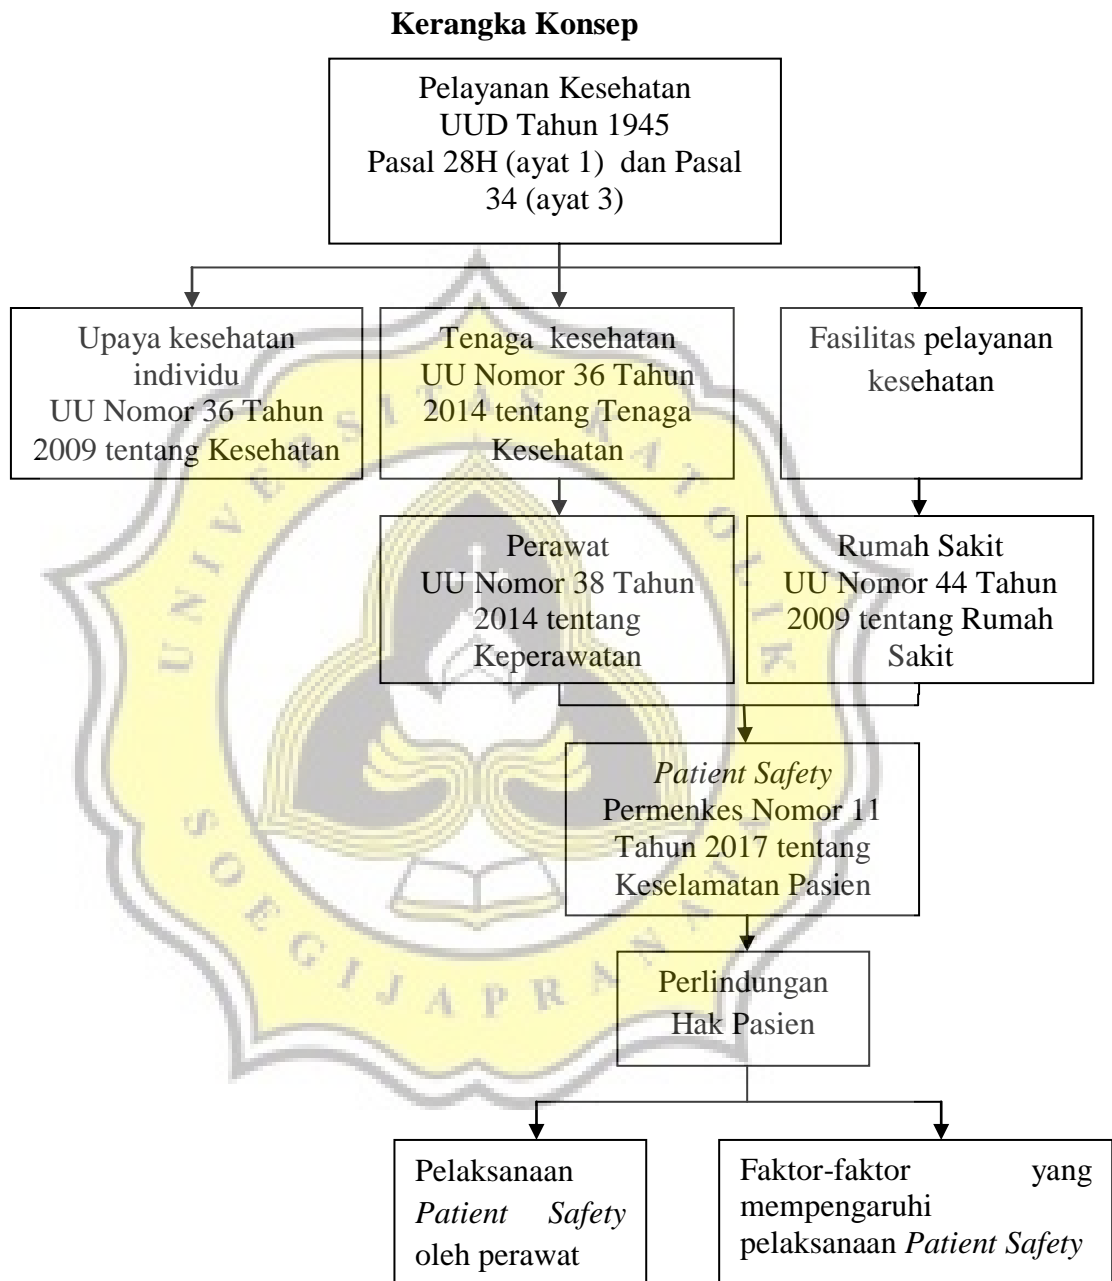 Kerangka Konsep
Pelayanan Kesehatan
UUD Tahun 1945
Pasal 28H (ayat 1) dan Pasal
34 (ayat 3)
Upaya kesehatan
individu
UU Nomor 36 Tahun
2009 tentang Kesehatan
Tenaga kesehatan
UU Nomor 36 Tahun
2014 tentang Tenaga
Kesehatan
Fasilitas pelayanan
kesehatan
Perawat
UU Nomor 38 Tahun
2014 tentang
Keperawatan
Rumah Sakit
UU Nomor 44 Tahun
2009 tentang Rumah
Sakit
Patient Safety
Permenkes Nomor 11
Tahun 2017 tentang
Keselamatan Pasien
Perlindungan
Hak Pasien
Pelaksanaan
Patient Safety
oleh perawat
Faktor-faktor yang
mempengaruhi
pelaksanaan Patient Safety
UNIVERSITAS KATOLIK
SOEGIJAPRANATA